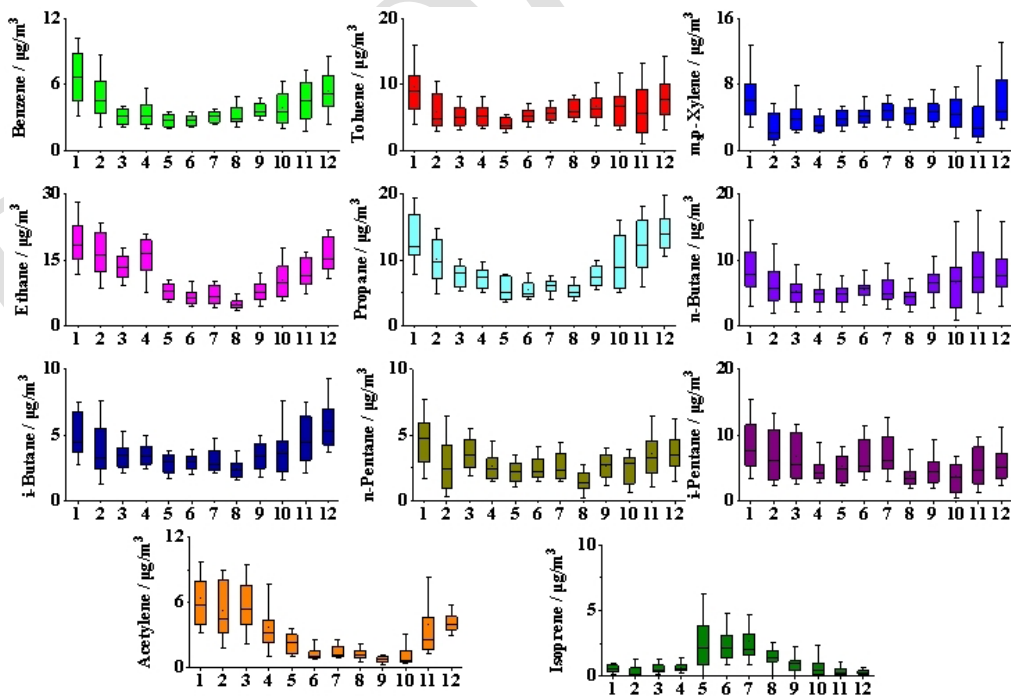 Benzene / μg/m³
12
6
0
1 2 3 4 5 6 7 8 9 10 11 12
Toluene / μg/m³
20
10
0
1 2 3 4 5 6 7 8 9 10 11 12
m,p-Xylene / μg/m³
16
8
0
1 2 3 4 5 6 7 8 9 10 11 12
Ethane / μg/m³
30
15
0
1 2 3 4 5 6 7 8 9 10 11 12
Propane / μg/m³
20
10
0
1 2 3 4 5 6 7 8 9 10 11 12
n-Butane / μg/m³
20
10
0
1 2 3 4 5 6 7 8 9 10 11 12
i-Butane / μg/m³
10
5
0
1 2 3 4 5 6 7 8 9 10 11 12
n-Pentane / μg/m³
10
5
0
1 2 3 4 5 6 7 8 9 10 11 12
i-Pentane / μg/m³
20
10
0
1 2 3 4 5 6 7 8 9 10 11 12
Acetylene / μg/m³
12
6
0
1 2 3 4 5 6 7 8 9 10 11 12
Isoprene / μg/m³
10
5
0
1 2 3 4 5 6 7 8 9 10 11 12